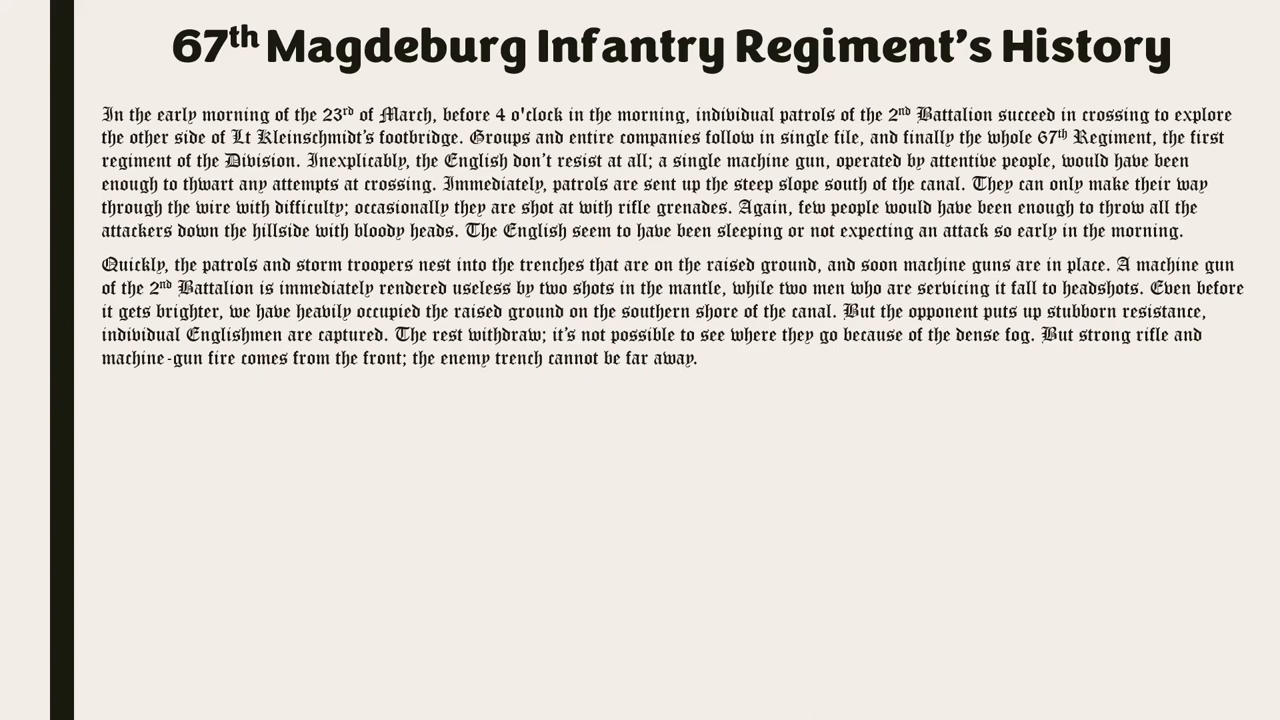 67th Magdeburg Infantry Regiment's History
In the early morning of the 23rd of March, before 4 o'clock in the morning, individual patrols of the 2nd Battalion succeed in crossing to explore
the other side of Lt Kleinschmidt's footbridge. Groups and entire companies follow in single file, and finally the whole 67th Regiment, the first
regiment of the Division. Inexplicably, the English don't resist at all; a single machine gun, operated by attentive people, would have been
enough to thwart any attempts at crossing. Immediately, patrols are sent up the steep slope south of the canal. They can only make their way
through the wire with difficulty; occasionally they are shot at with rifle grenades. Again, few people would have been enough to throw all the
attackers down the hillside with bloody heads. The English seem to have been sleeping or not expecting an attack so early in the morning.
Quickly, the patrols and storm troopers nest into the trenches that are on the raised ground, and soon machine guns are in place. A machine gun
of the 2nd Battalion is immediately rendered useless by two shots in the mantle, while two men who are servicing it fall to headshots. Even before
it gets brighter, we have heavily occupied the raised ground on the southern shore of the canal. But the opponent puts up stubborn resistance,
individual Englishmen are captured. The rest withdraw; it's not possible to see where they go because of the dense fog. But strong rifle and
machine-gun fire comes from the front; the enemy trench cannot be far away.